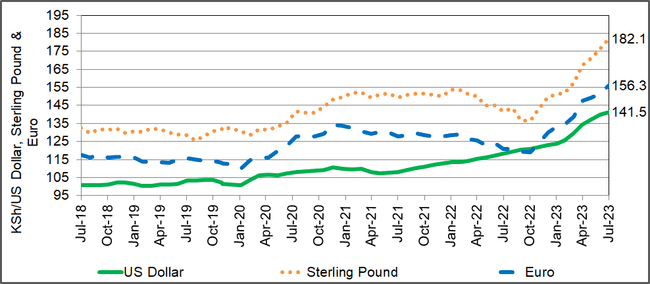 KSh/US Dollar, Sterling Pound &
Euro
195
185
175
165
155
145
135
125
115
105
95
182.1
156.3
141.5
Jul-18
Oct-18
Jan-19
Apr-19
Jul-19
Oct-19
Jan-20
Apr-20
Jul-20
Oct-20
Jan-21
Apr-21
Jul-21
Oct-21
Jan-22
Apr-22
Jul-22
Oct-22
Jan-23
Apr-23
Jul-23
US Dollar
Sterling Pound
Euro